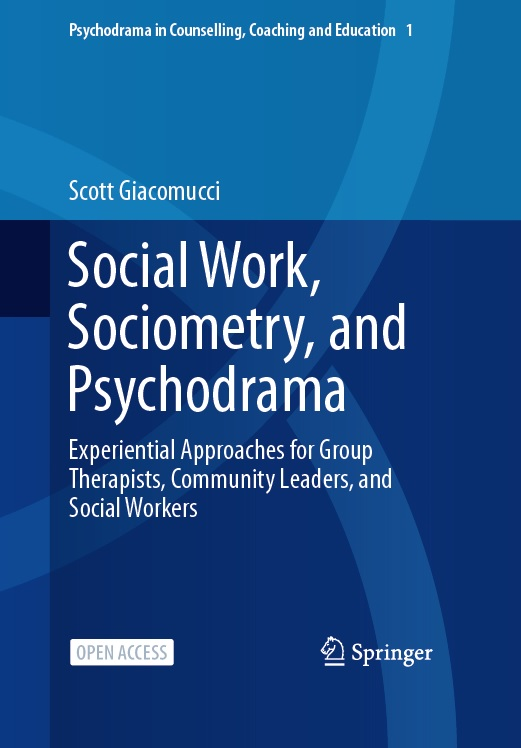 Psychodrama in Counselling, Coaching and Education 1
Scott Giacomucci
Social Work,
Sociometry, and
Psychodrama
Experiential Approaches for Group
Therapists, Community Leaders, and
Social Workers
OPEN ACCESS
Springer